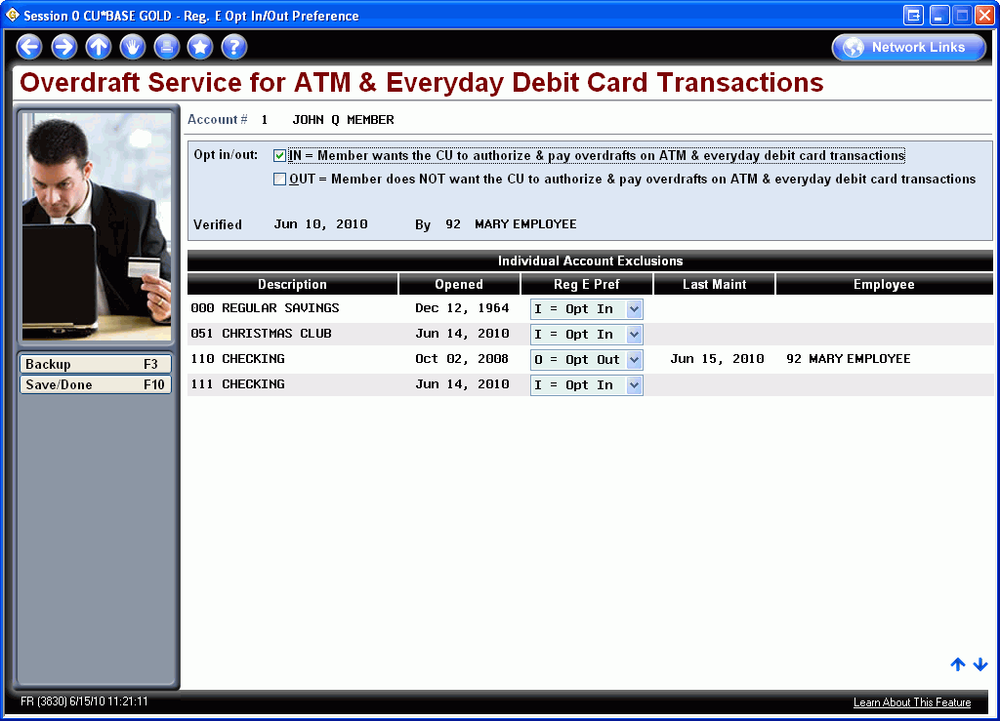 Session 0 CU*BASE GOLD - Reg. E Opt In/Out Preference
Network Links
Overdraft Service for ATM & Everyday Debit Card Transactions
Account # 1 JOHN Q MEMBER
Opt in/out: IN = Member wants the CU to authorize & pay overdrafts on ATM & everyday debit card transactions
OUT = Member does NOT want the CU to authorize & pay overdrafts on ATM & everyday debit card transactions
Verified Jun 10, 2010 By 92 MARY EMPLOYEE
Individual Account Exclusions
Description Opened Reg E Pref Last Maint Employee
000 REGULAR SAVINGS Dec 12, 1964 I = Opt In
051 CHRISTMAS CLUB Jun 14, 2010 I = Opt In
110 CHECKING Oct 02, 2008 O = Opt Out Jun 15, 2010 92 MARY EMPLOYEE
111 CHECKING Jun 14, 2010 I = Opt In
Backup F3
Save/Done F10
FR (3830) 6/15/10 11:21:11
Learn About This Feature